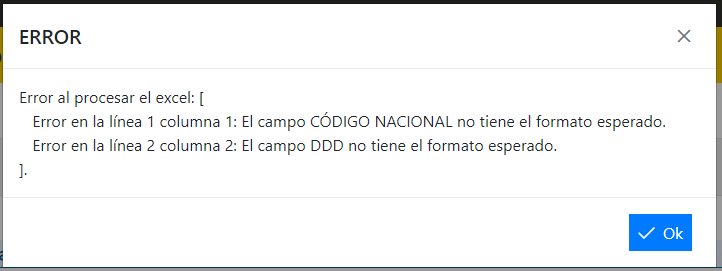 ERROR
Error al procesar el excel: [
Error en la línea 1 columna 1: El campo CÓDIGO NACIONAL no tiene el formato esperado.
Error en la línea 2 columna 2: El campo DDD no tiene el formato esperado.
].
Ok